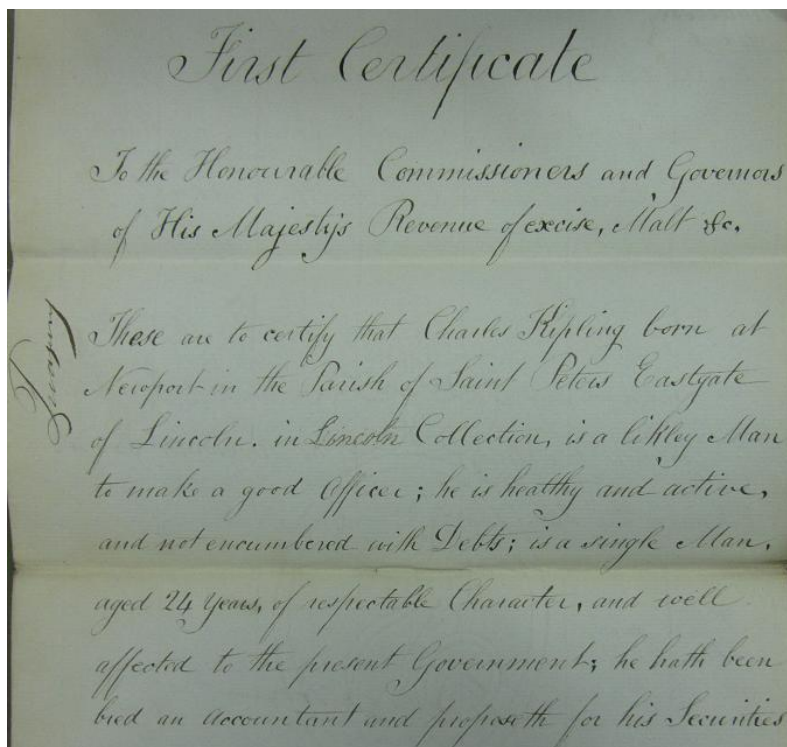 First Certificate
To the Honourable Commissioners and Governors
of His Majesty's Revenue of excise, Malt &c.
These are to certify that Charles Kipling born at
Newport in the Parish of Saint Peters Eastgate
of Lincoln. in Lincoln Collection, is a likley Man
to make a good Officer; he is healthy and active,
and not encumbered with Debts; is a single Man,
aged 24 Years, of respectable Character, and well
affected to the present Government; he hath been
bred an Accountant and proposeth for his Securities